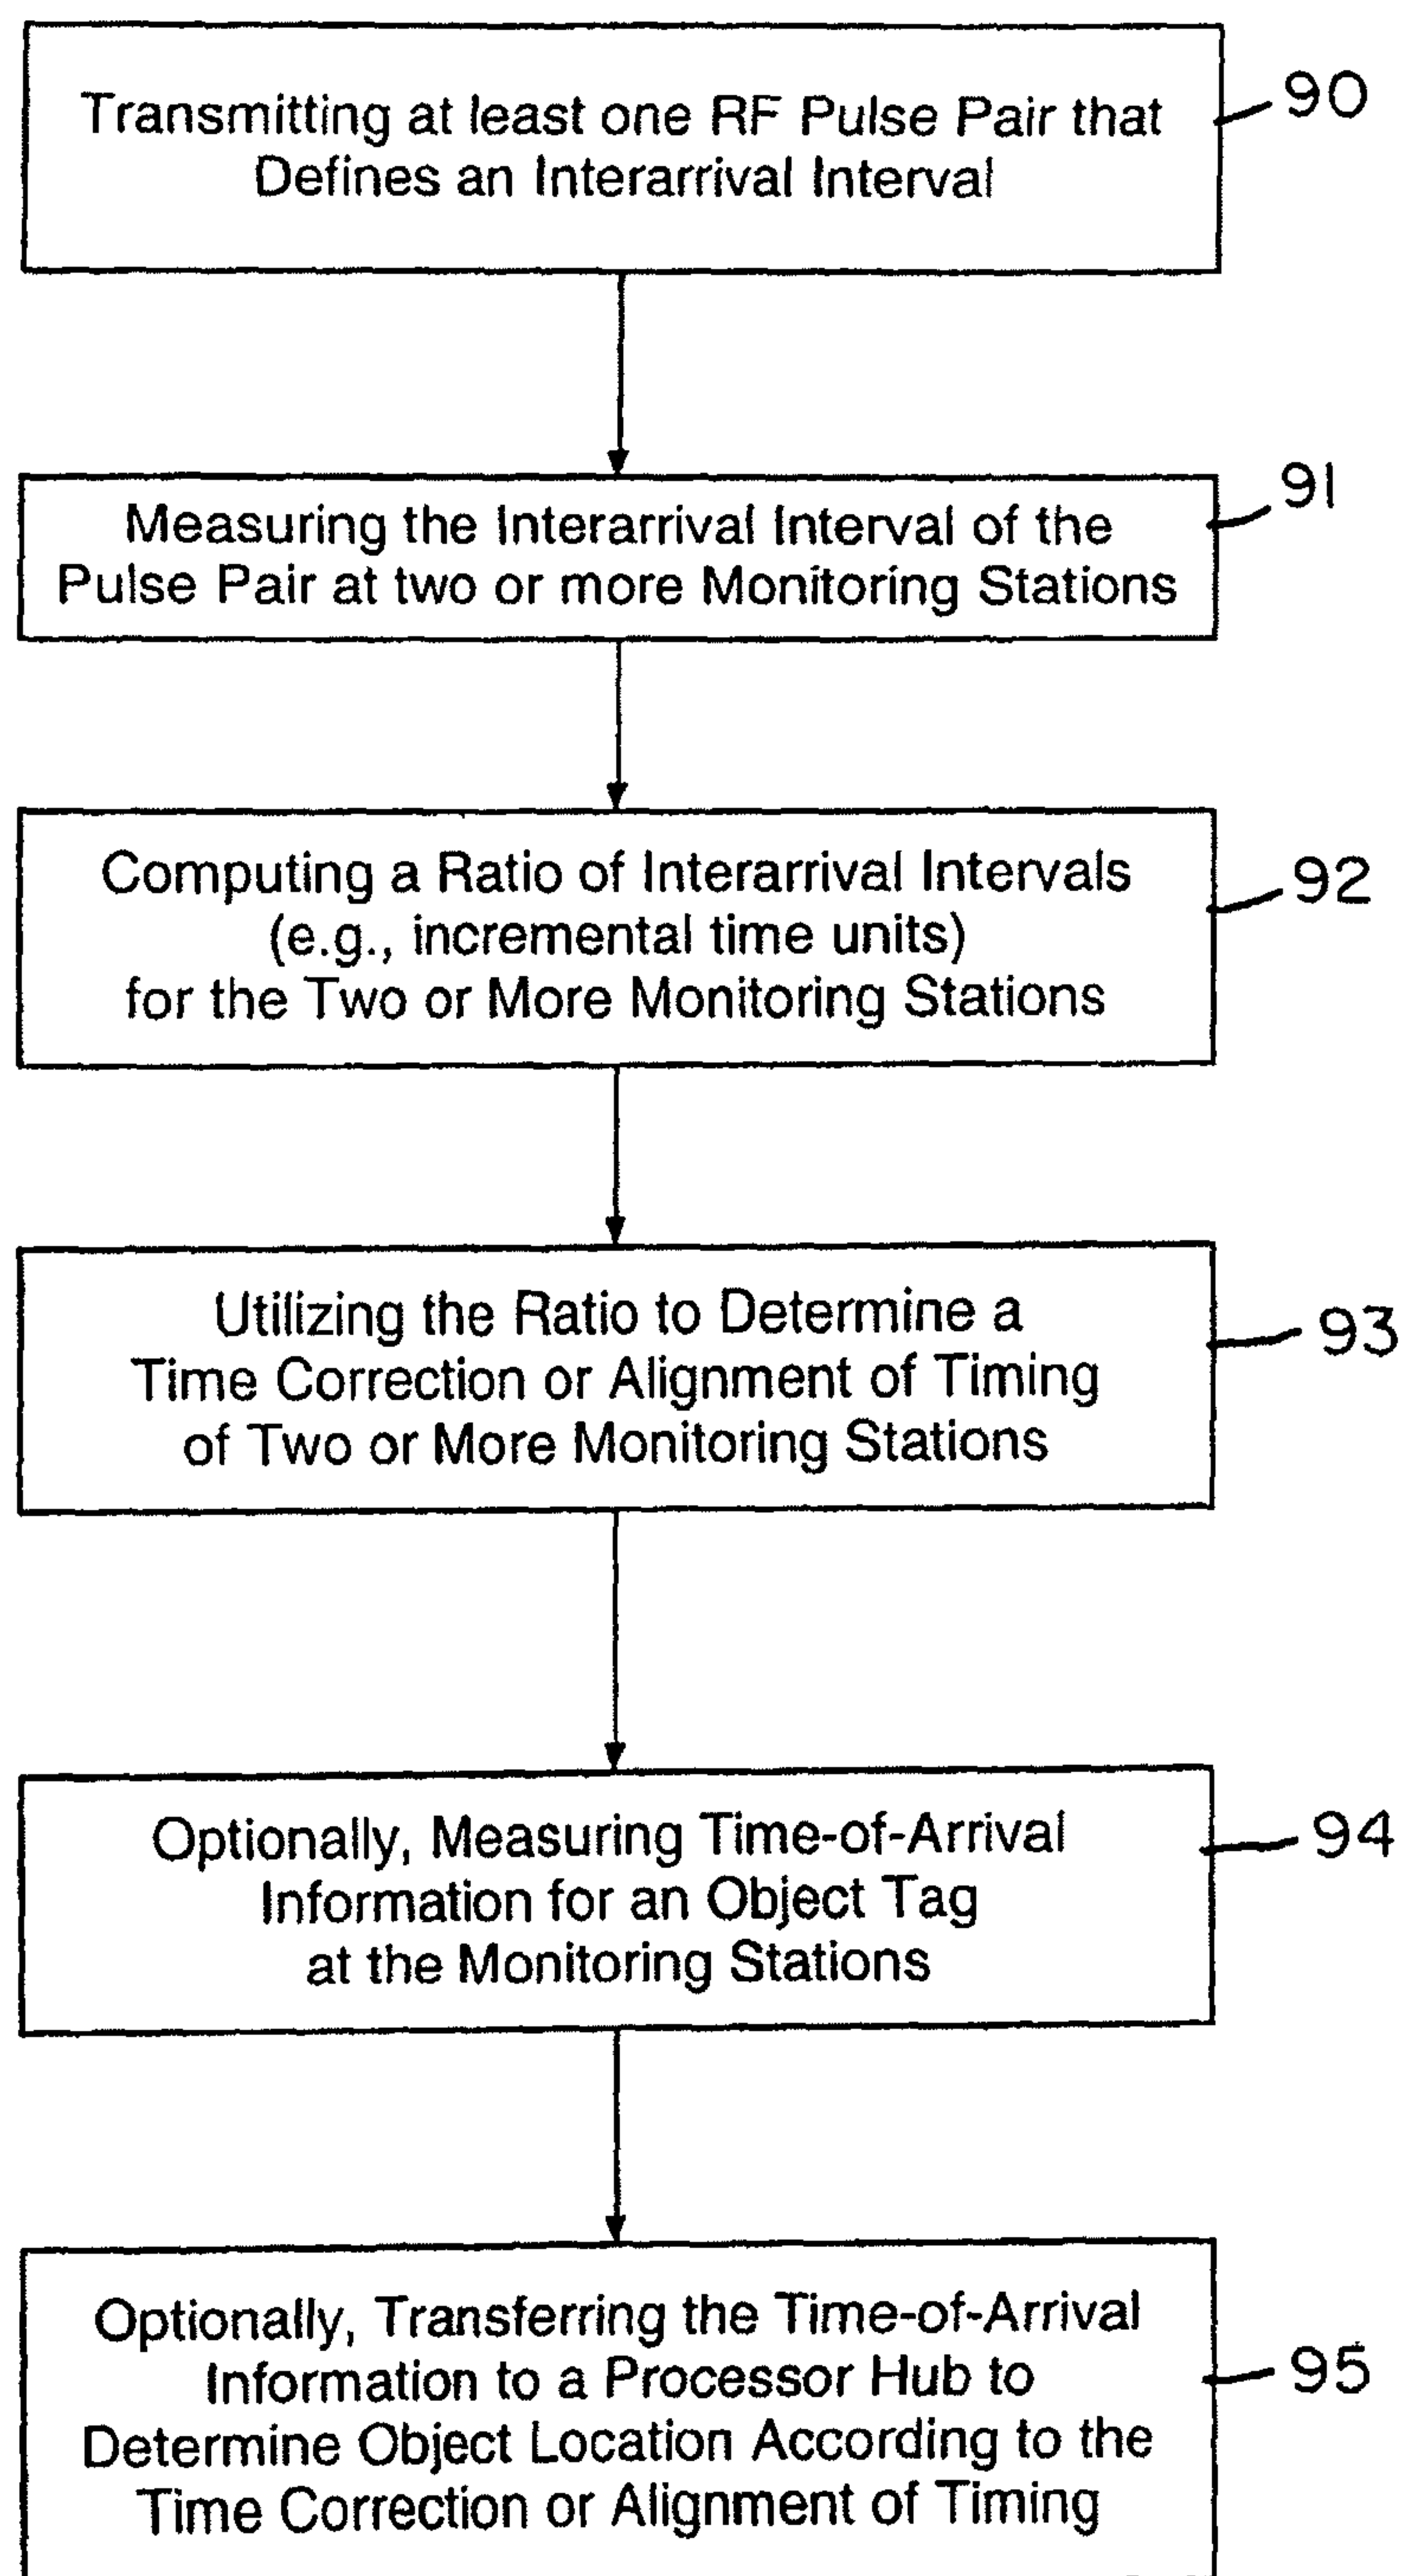 Transmitting at least one RF Pulse Pair that
Defines an Interarrival Interval
90
Measuring the Interarrival Interval of the
Pulse Pair at two or more Monitoring Stations
91
Computing a Ratio of Interarrival Intervals
(e.g., incremental time units)
for the Two or More Monitoring Stations
92
Utilizing the Ratio to Determine a
Time Correction or Alignment of Timing
of Two or More Monitoring Stations
93
Optionally, Measuring Time-of-Arrival
Information for an Object Tag
at the Monitoring Stations
94
Optionally, Transferring the Time-of-Arrival
Information to a Processor Hub to
Determine Object Location According to the
Time Correction or Alignment of Timing
95